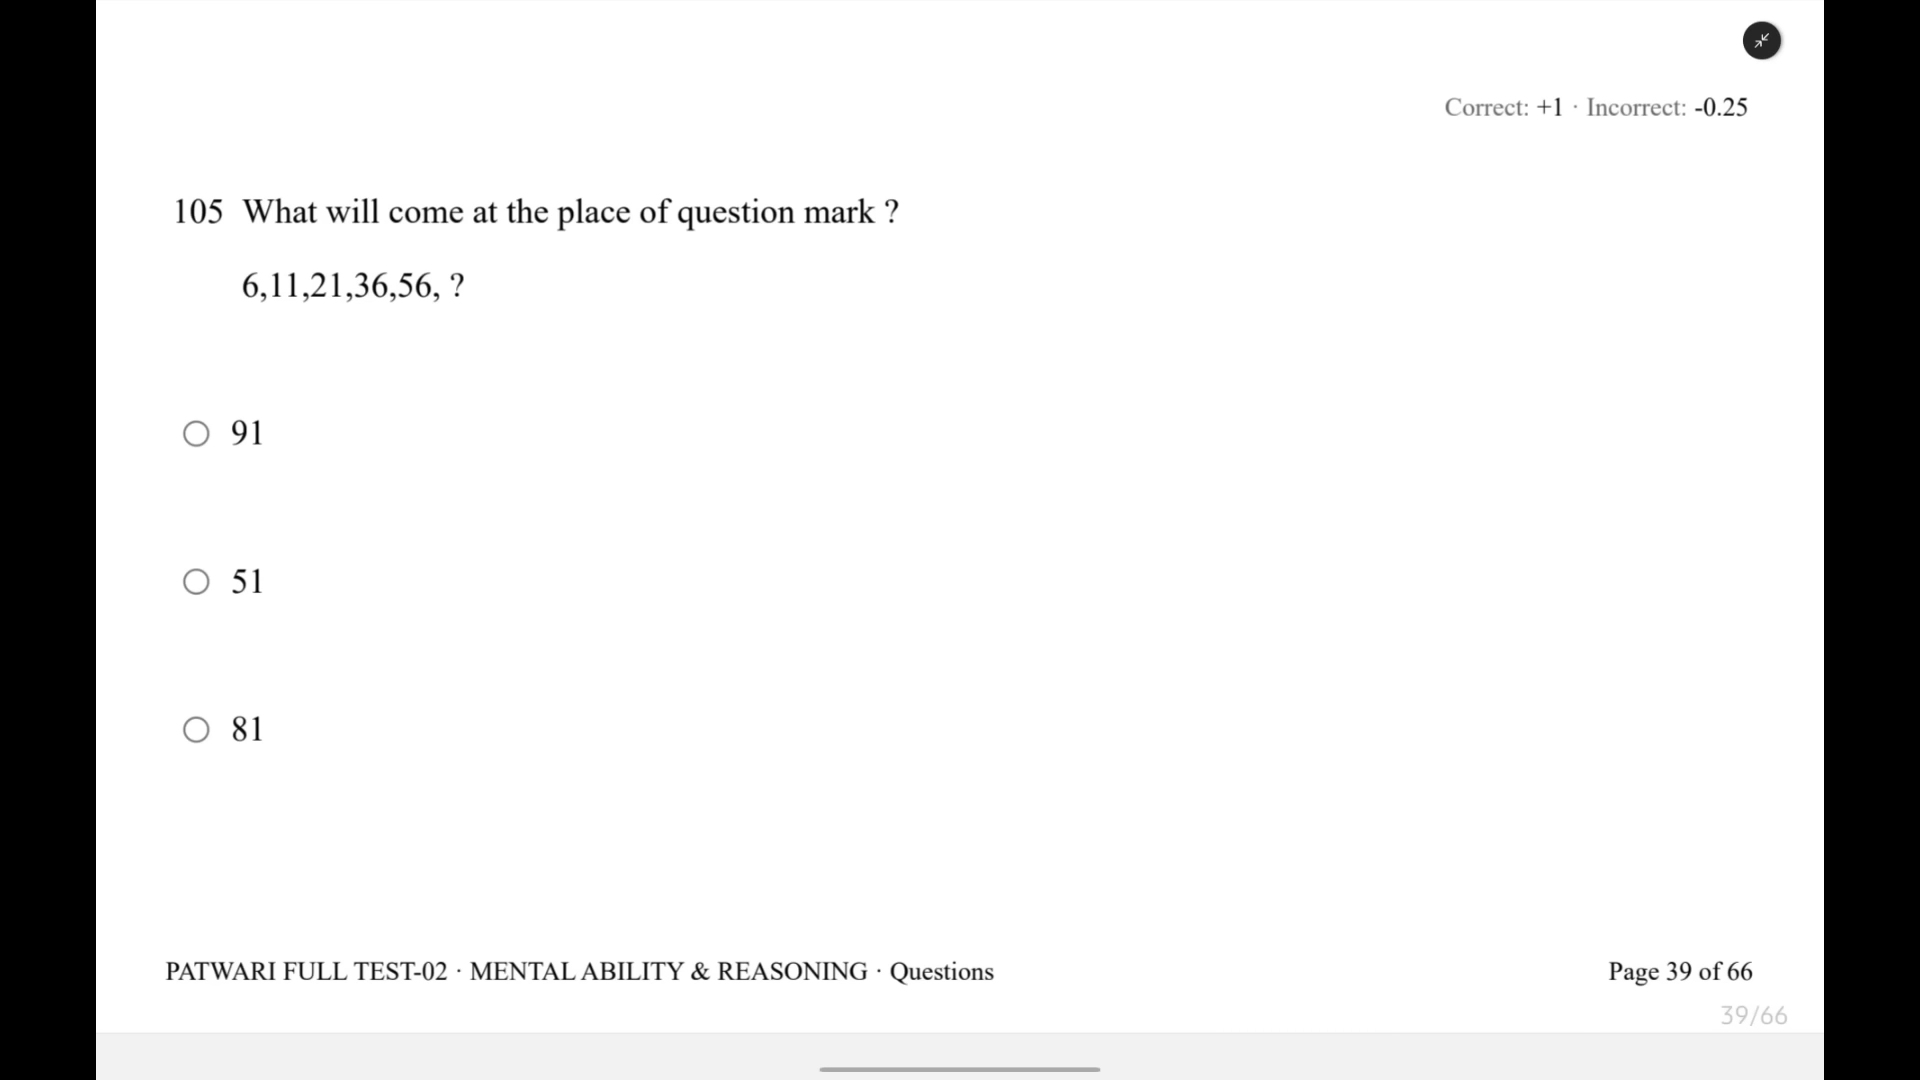 Correct: +1 · Incorrect: -0.25
105 What will come at the place of question mark ?
6,11,21,36,56, ?
91
51
81
PATWARI FULL TEST-02 · MENTAL ABILITY & REASONING · Questions
Page 39 of 66
39/66